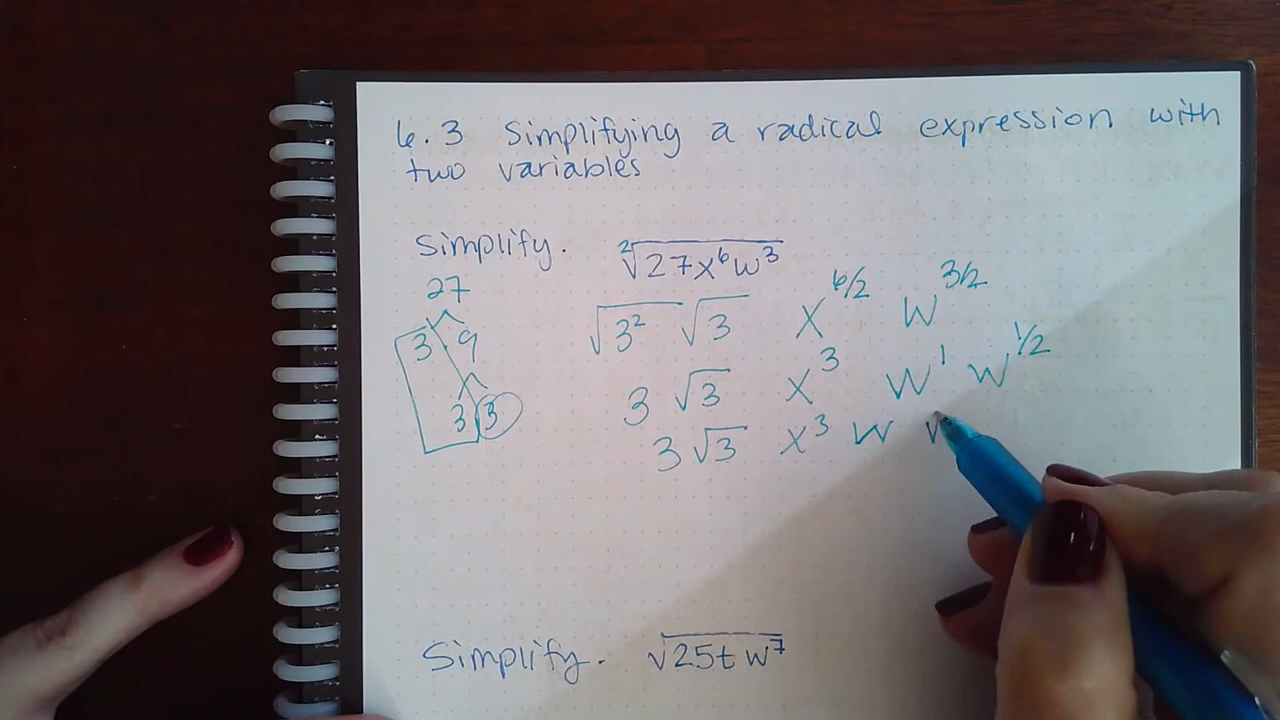 6.3 Simplifying a radical expression with
two variables
Simplify. ²√27x⁶w³
27
3 9
3 3
√3² √3 x^6/2 w^3/2
3 √3 x³ w¹ w^1/2
3 √3 x³ w √
Simplify. √25tw⁷